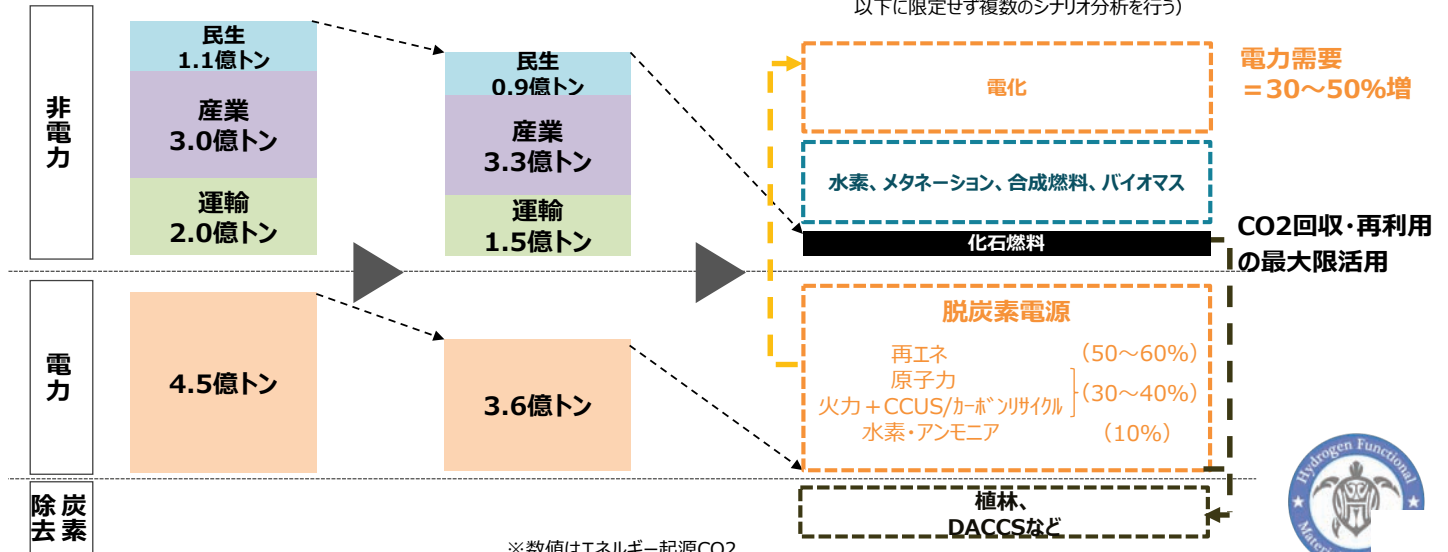 以下に限定せず複数のシナリオ分析を行う)
非電力
民生
1.1億トン
産業
3.0億トン
運輸
2.0億トン
民生
0.9億トン
産業
3.3億トン
運輸
1.5億トン
電化
電力需要
=30~50%増
水素、メタネーション、合成燃料、バイオマス
化石燃料
CO2回収・再利用
の最大限活用
電力
4.5億トン
3.6億トン
脱炭素電源
再エネ (50~60%)
原子力
火力+CCUS/カーボンリサイクル (30~40%)
水素・アンモニア (10%)
炭素除去
植林、
DACCSなど
※数値はエネルギー起源CO2
Hydrogen Functional